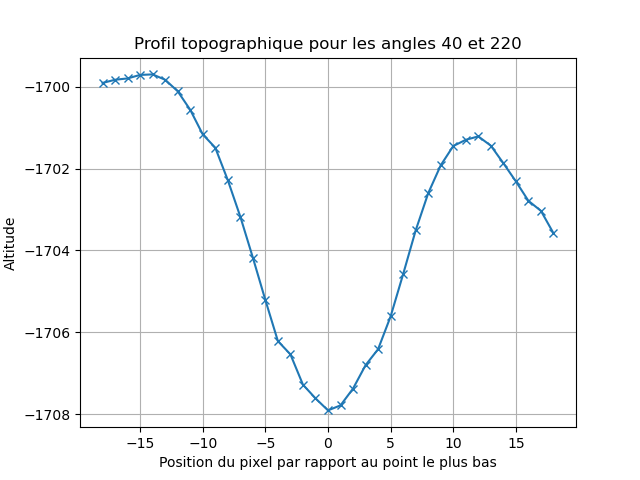 Profil topographique pour les angles 40 et 220
Altitude
−1700
−1702
−1704
−1706
−1708
−15 −10 −5 0 5 10 15
Position du pixel par rapport au point le plus bas